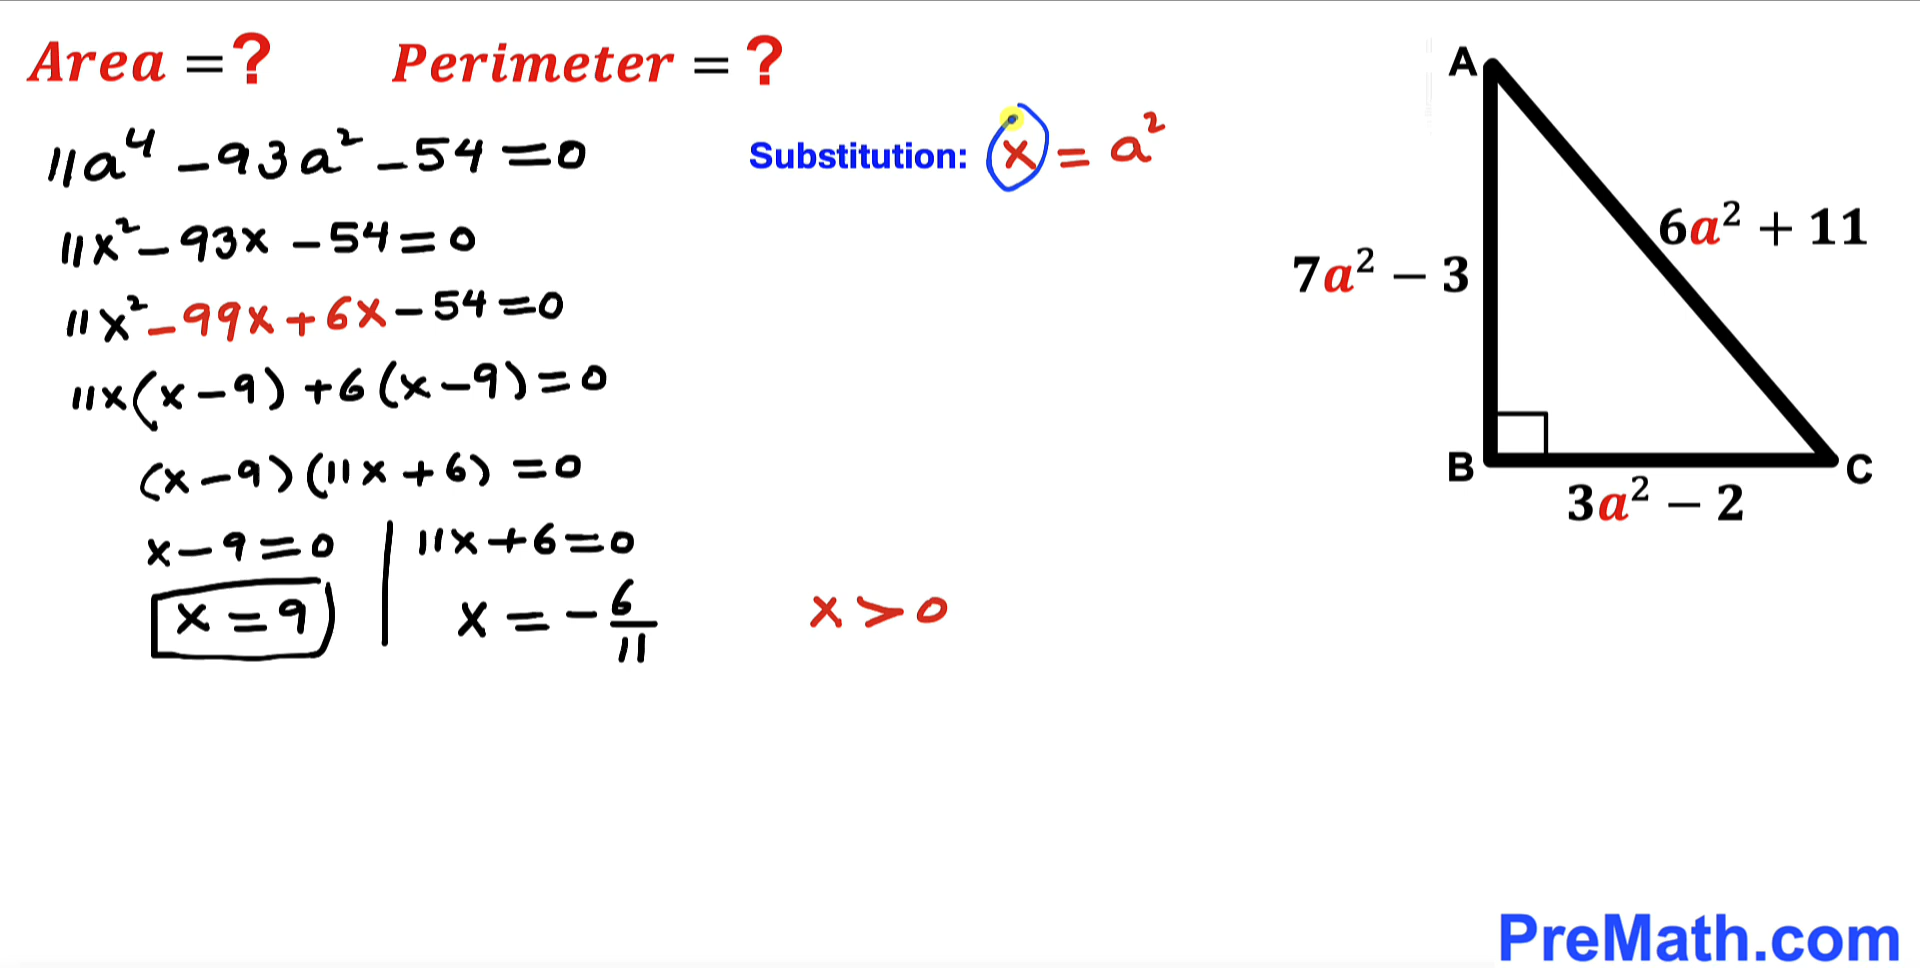 Area = ? Perimeter = ?
11a⁴ − 93a² − 54 = 0
Substitution: x = a²
11x² − 93x − 54 = 0
11x² − 99x + 6x − 54 = 0
11x(x − 9) + 6(x − 9) = 0
(x − 9)(11x + 6) = 0
x − 9 = 0 | 11x + 6 = 0
x = 9 | x = −6/11
x > 0
A
6a² + 11
7a² − 3
B
C
3a² − 2
PreMath.com